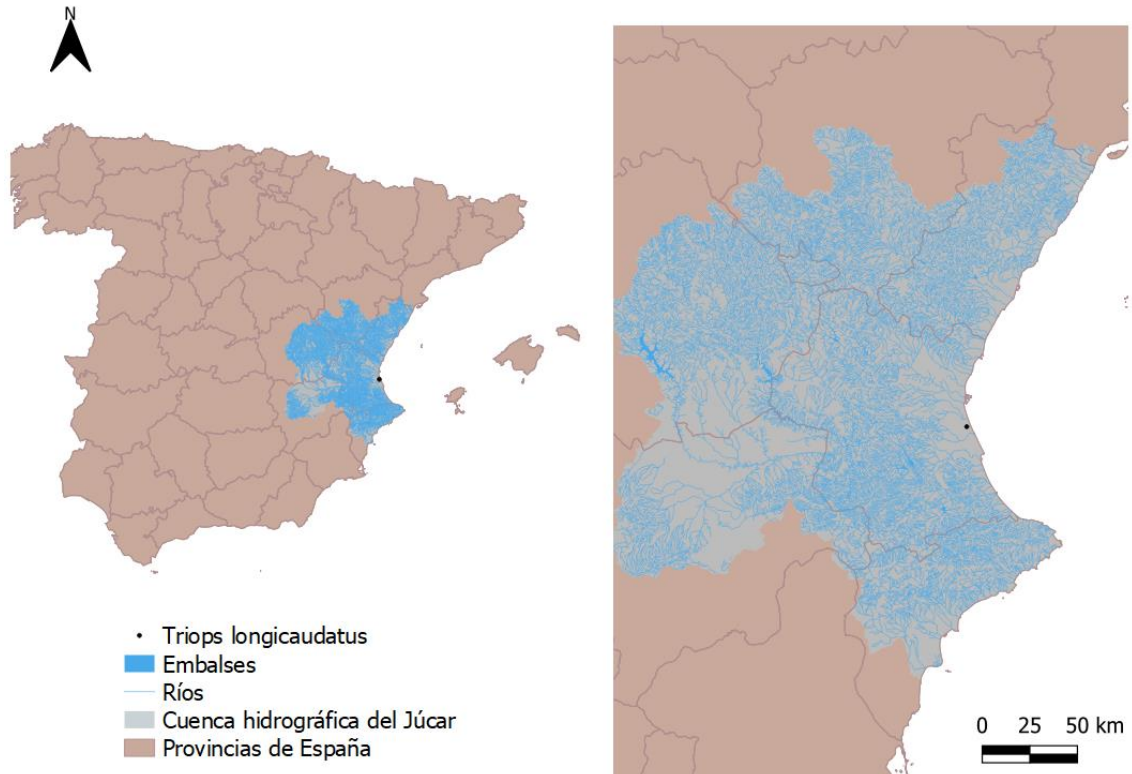 N
• Triops longicaudatus
Embalses
Ríos
Cuenca hidrográfica del Júcar
Provincias de España
0 25 50 km